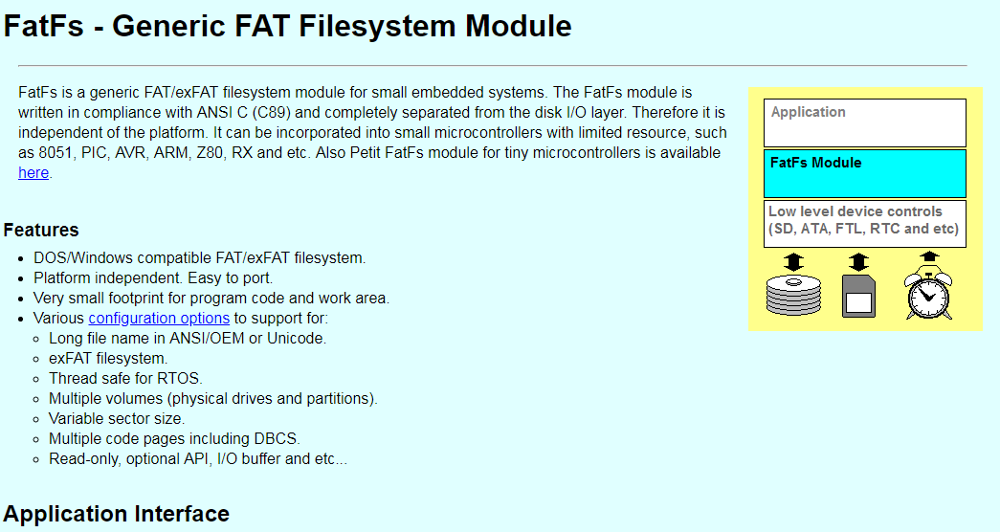 FatFs - Generic FAT Filesystem Module
FatFs is a generic FAT/exFAT filesystem module for small embedded systems. The FatFs module is
written in compliance with ANSI C (C89) and completely separated from the disk I/O layer. Therefore it is
independent of the platform. It can be incorporated into small microcontrollers with limited resource, such
as 8051, PIC, AVR, ARM, Z80, RX and etc. Also Petit FatFs module for tiny microcontrollers is available
here.
Application
FatFs Module
Low level device controls
(SD, ATA, FTL, RTC and etc)
Features
• DOS/Windows compatible FAT/exFAT filesystem.
• Platform independent. Easy to port.
• Very small footprint for program code and work area.
• Various configuration options to support for:
◦ Long file name in ANSI/OEM or Unicode.
◦ exFAT filesystem.
◦ Thread safe for RTOS.
◦ Multiple volumes (physical drives and partitions).
◦ Variable sector size.
◦ Multiple code pages including DBCS.
◦ Read-only, optional API, I/O buffer and etc...
Application Interface